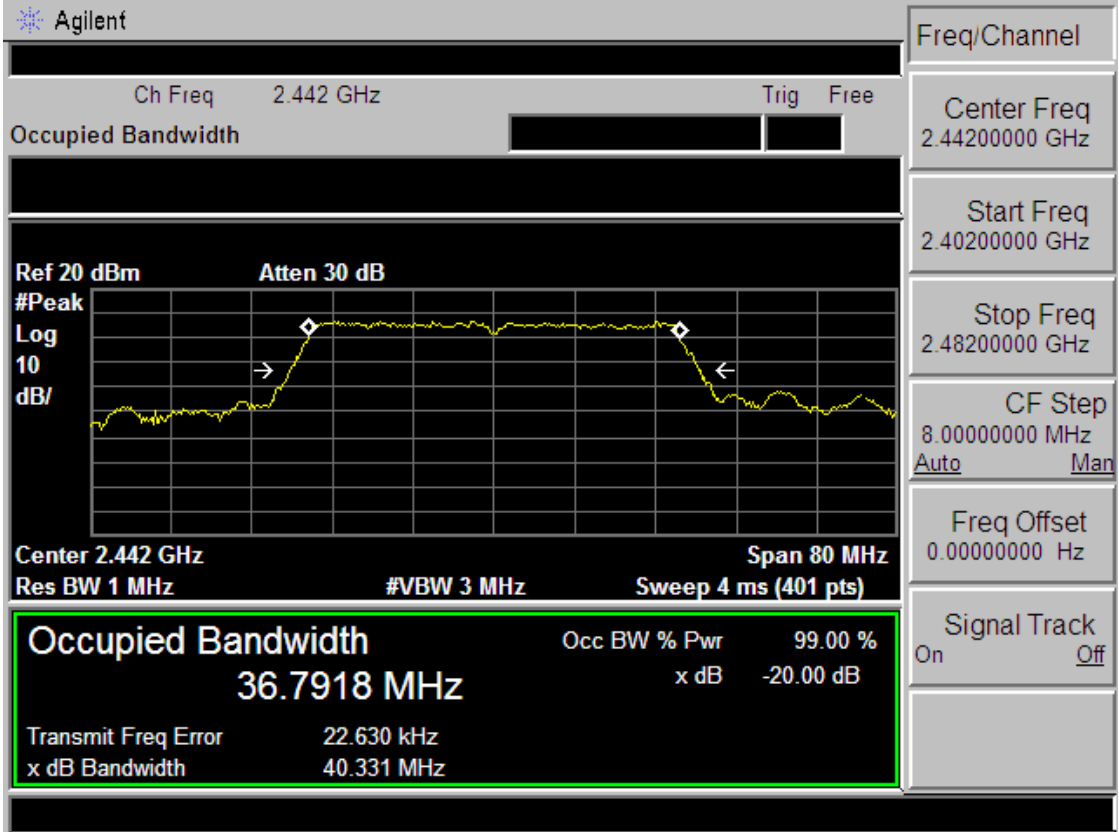 Agilent
Freq/Channel
Ch Freq 2.442 GHz Trig Free
Occupied Bandwidth
Center Freq
2.44200000 GHz
Start Freq
2.40200000 GHz
Stop Freq
2.48200000 GHz
CF Step
8.00000000 MHz
Auto Man
Freq Offset
0.00000000 Hz
Signal Track
On Off
Ref 20 dBm Atten 30 dB
#Peak
Log
10
dB/
Center 2.442 GHz Span 80 MHz
Res BW 1 MHz #VBW 3 MHz Sweep 4 ms (401 pts)
Occupied Bandwidth Occ BW % Pwr 99.00 %
36.7918 MHz x dB -20.00 dB
Transmit Freq Error 22.630 kHz
x dB Bandwidth 40.331 MHz